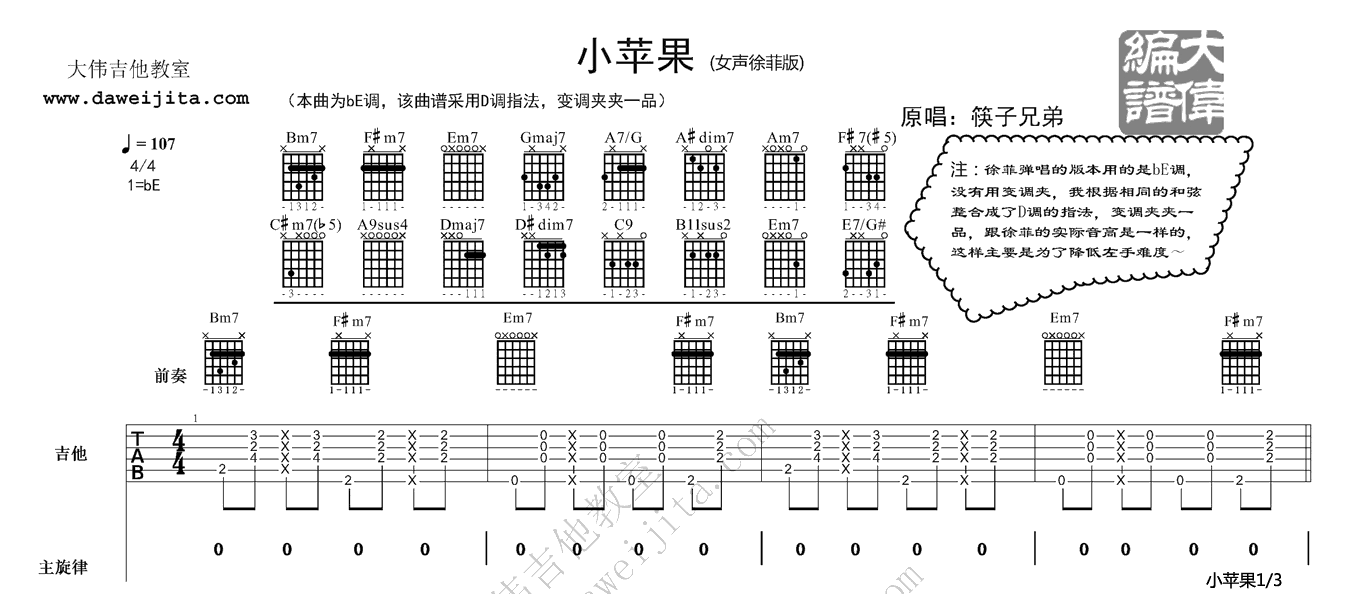 小苹果 (女声徐菲版)
大伟吉他教室
www.daweijita.com
(本曲为bE调，该曲谱采用D调指法，变调夹夹一品)
大偉
編譜
原唱：筷子兄弟
♩= 107
4/4
1=bE
Bm7 F♯m7 Em7 Gmaj7 A7/G A♯dim7 Am7 F♯7(♯5)
-1312- 1-111- ------ 1-342- 2-111- --12-3- ----1- 1--34-
C♯m7(♭5) A9sus4 Dmaj7 D♯dim7 C9 B11sus2 Em7 E7/G#
-3---- ------ ---111 --1213 -1-23- -1-23- ----1- 2--31-
注：徐菲弹唱的版本用的是bE调，
没有用变调夹，我根据相同的和弦
整合成了D调的指法，变调夹夹一
品，跟徐菲的实际音高是一样的，
这样主要是为了降低左手难度～
Bm7 F♯m7 Em7 F♯m7 Bm7 F♯m7 Em7 F♯m7
前奏
-1312- 1-111- ------ 1-111- -1312- 1-111- ------ 1-111-
1
吉他
T 4 3 X 3 2 X 2 0 X 0 0 2 3 X 3 2 X 2 0 X 0 0 2
2 X 2 2 X 2 0 X 0 0 2 2 X 2 2 X 2 0 X 0 0 2
A 4 4 X 4 2 X 2 0 X 0 0 2 4 X 4 2 X 2 0 X 0 0 2
B 2 X 2 X
2 X 0 X 0 2 2 X 0 X 0 2
主旋律
0 0 0 0 0 0 0 0 0 0 0 0 0 0 0 0
小苹果1/3
伟吉他教室
daweijita.com
.com